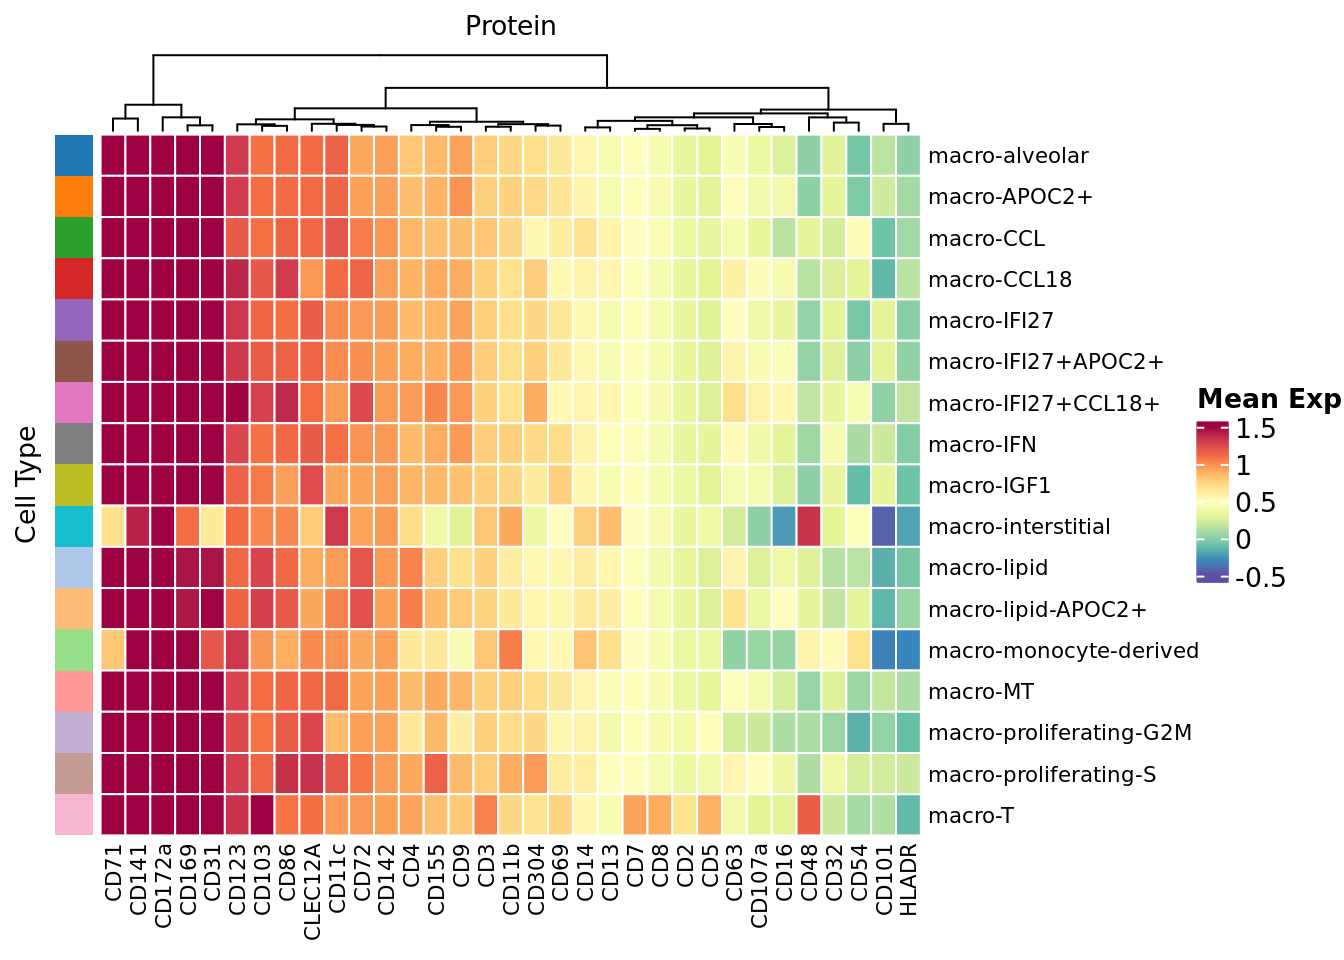 Protein
macro-alveolar
macro-APOC2+
macro-CCL
macro-CCL18
macro-IFI27
macro-IFI27+APOC2+
macro-IFI27+CCL18+
macro-IFN
macro-IGF1
macro-interstitial
macro-lipid
macro-lipid-APOC2+
macro-monocyte-derived
macro-MT
macro-proliferating-G2M
macro-proliferating-S
macro-T
Cell Type
Mean Exp
1.5
1
0.5
0
-0.5
CD71
CD141
CD172a
CD169
CD31
CD123
CD103
CD86
CLEC12A
CD11c
CD72
CD142
CD4
CD155
CD9
CD3
CD11b
CD304
CD69
CD14
CD13
CD7
CD8
CD2
CD5
CD63
CD107a
CD16
CD48
CD32
CD54
CD101
HLADR